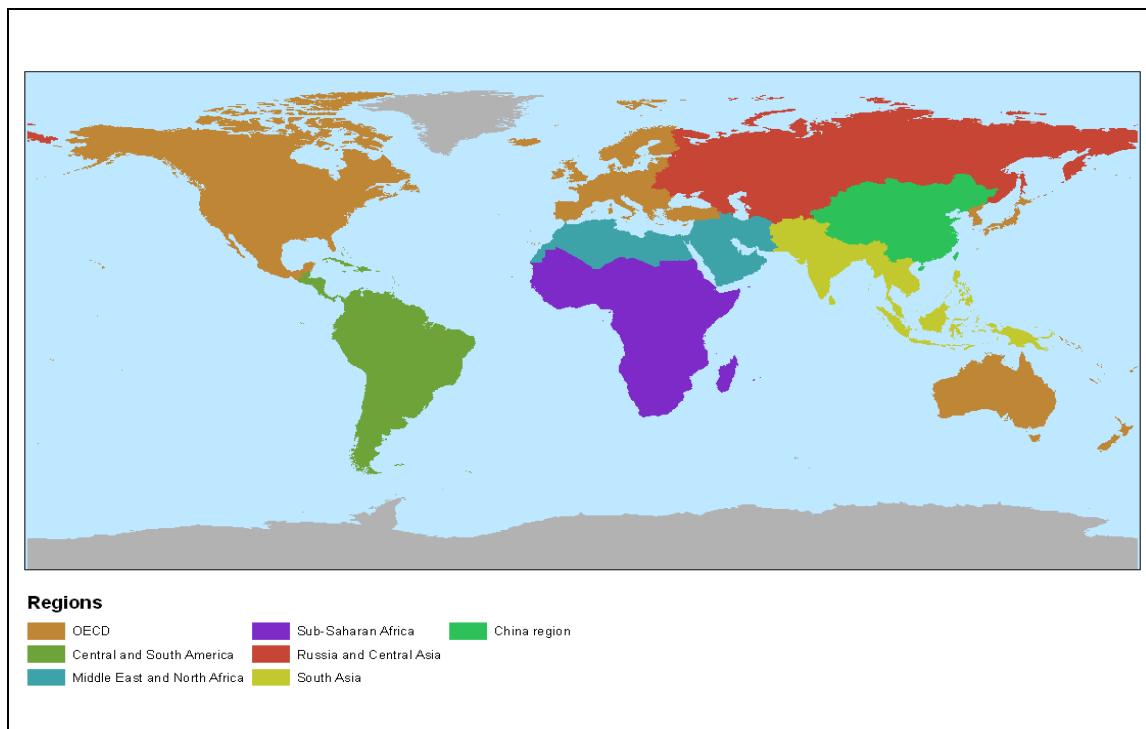 Regions
OECD
Sub-Saharan Africa
China region
Central and South America
Russia and Central Asia
Middle East and North Africa
South Asia